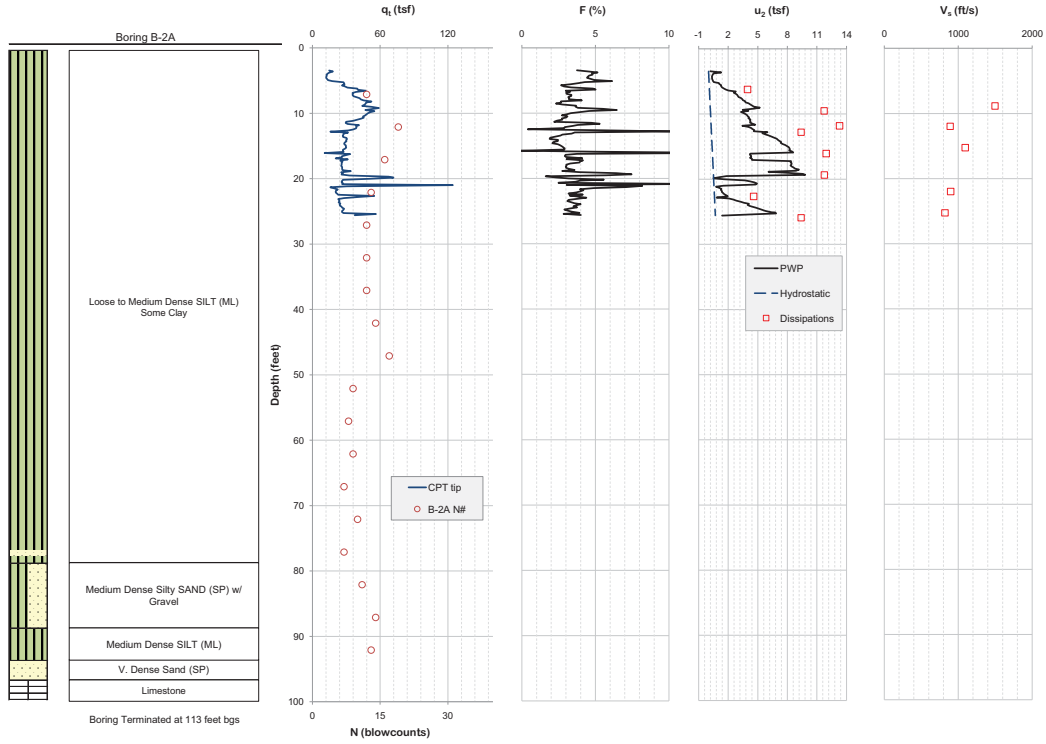 Boring B-2A
Loose to Medium Dense SILT (ML)
Some Clay
Medium Dense Silty SAND (SP) w/
Gravel
Medium Dense SILT (ML)
V. Dense Sand (SP)
Limestone
Boring Terminated at 113 feet bgs
qt (tsf)
0 60 120
Depth (feet)
0
10
20
30
40
50
60
70
80
90
100
CPT tip
B-2A N#
0 15 30
N (blowcounts)
F (%)
0 5 10
u2 (tsf)
-1 2 5 8 11 14
PWP
Hydrostatic
Dissipations
Vs (ft/s)
0 1000 2000